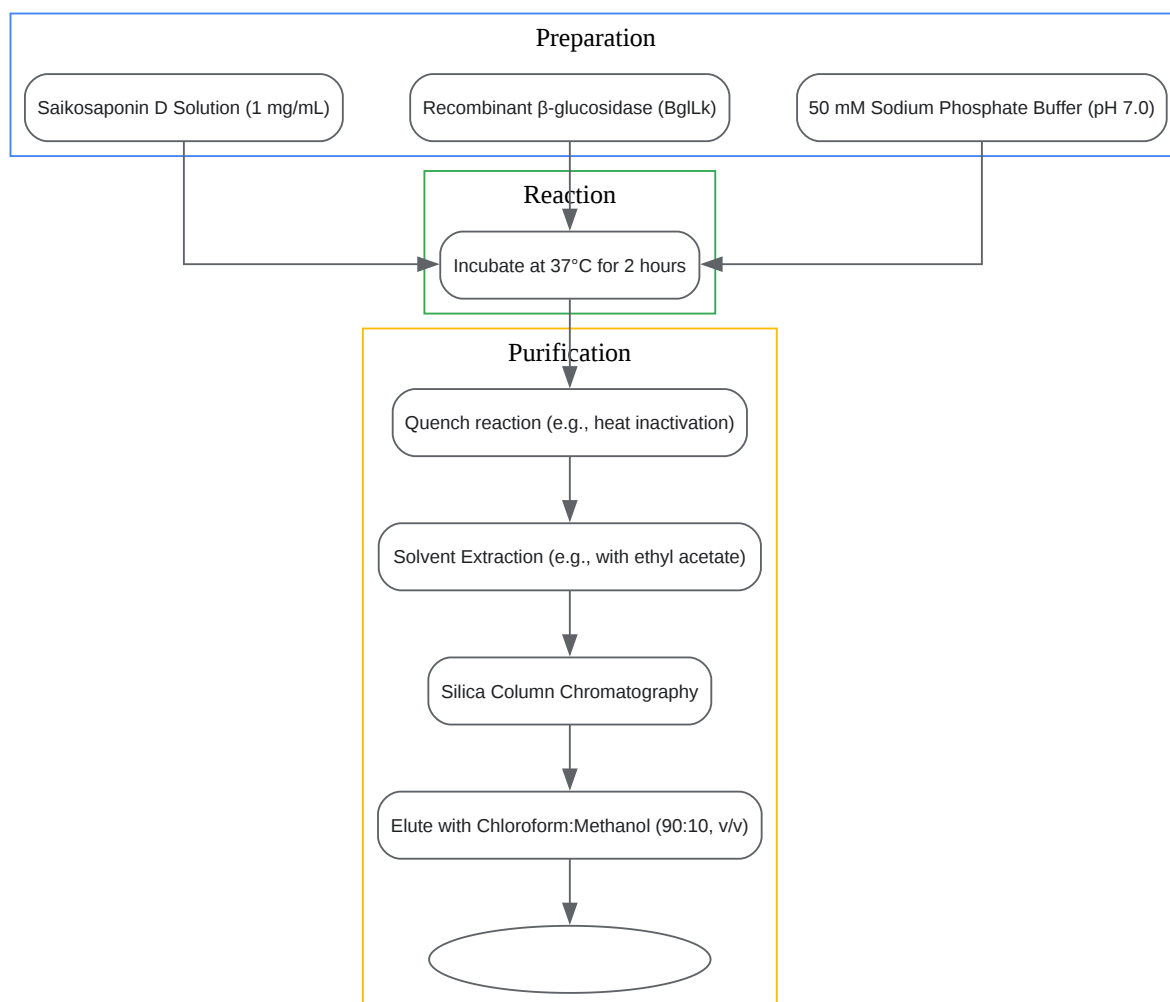 Preparation
Saikosaponin D Solution (1 mg/mL)
Recombinant β-glucosidase (BglLk)
50 mM Sodium Phosphate Buffer (pH 7.0)
Reaction
Incubate at 37°C for 2 hours
Purification
Quench reaction (e.g., heat inactivation)
Solvent Extraction (e.g., with ethyl acetate)
Silica Column Chromatography
Elute with Chloroform:Methanol (90:10, v/v)